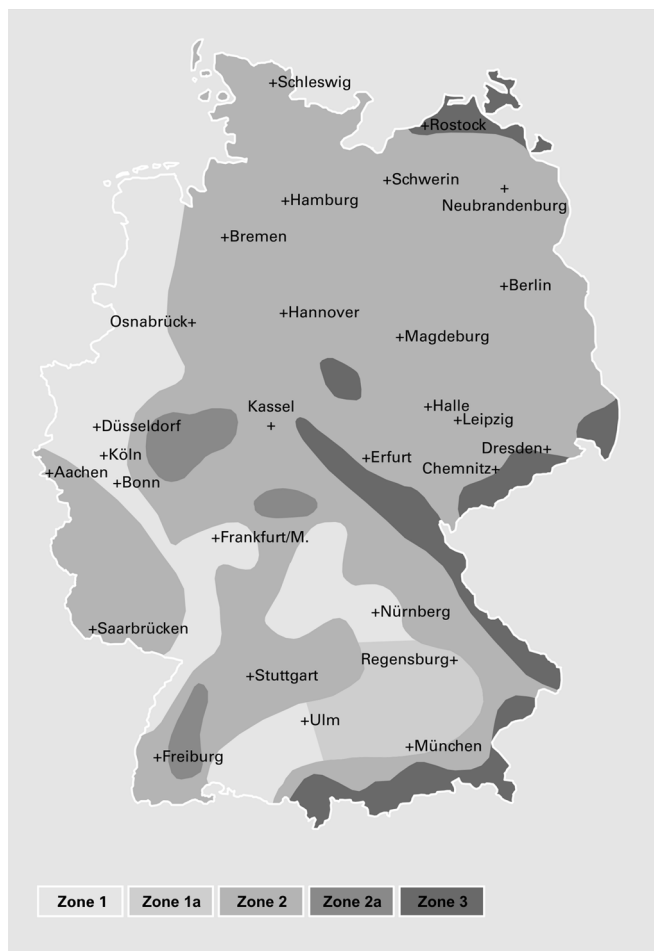 +Schleswig
+Rostock
+Schwerin
+
Neubrandenburg
+Hamburg
+Bremen
+Berlin
Osnabrück+
+Hannover
+Magdeburg
Kassel
+
+Halle
+Leipzig
+Düsseldorf
+Köln
+Erfurt
Dresden+
Chemnitz+
+Aachen
+Bonn
+Frankfurt/M.
+Nürnberg
+Saarbrücken
Regensburg+
+Stuttgart
+Ulm
+München
+Freiburg
Zone 1 Zone 1a Zone 2 Zone 2a Zone 3